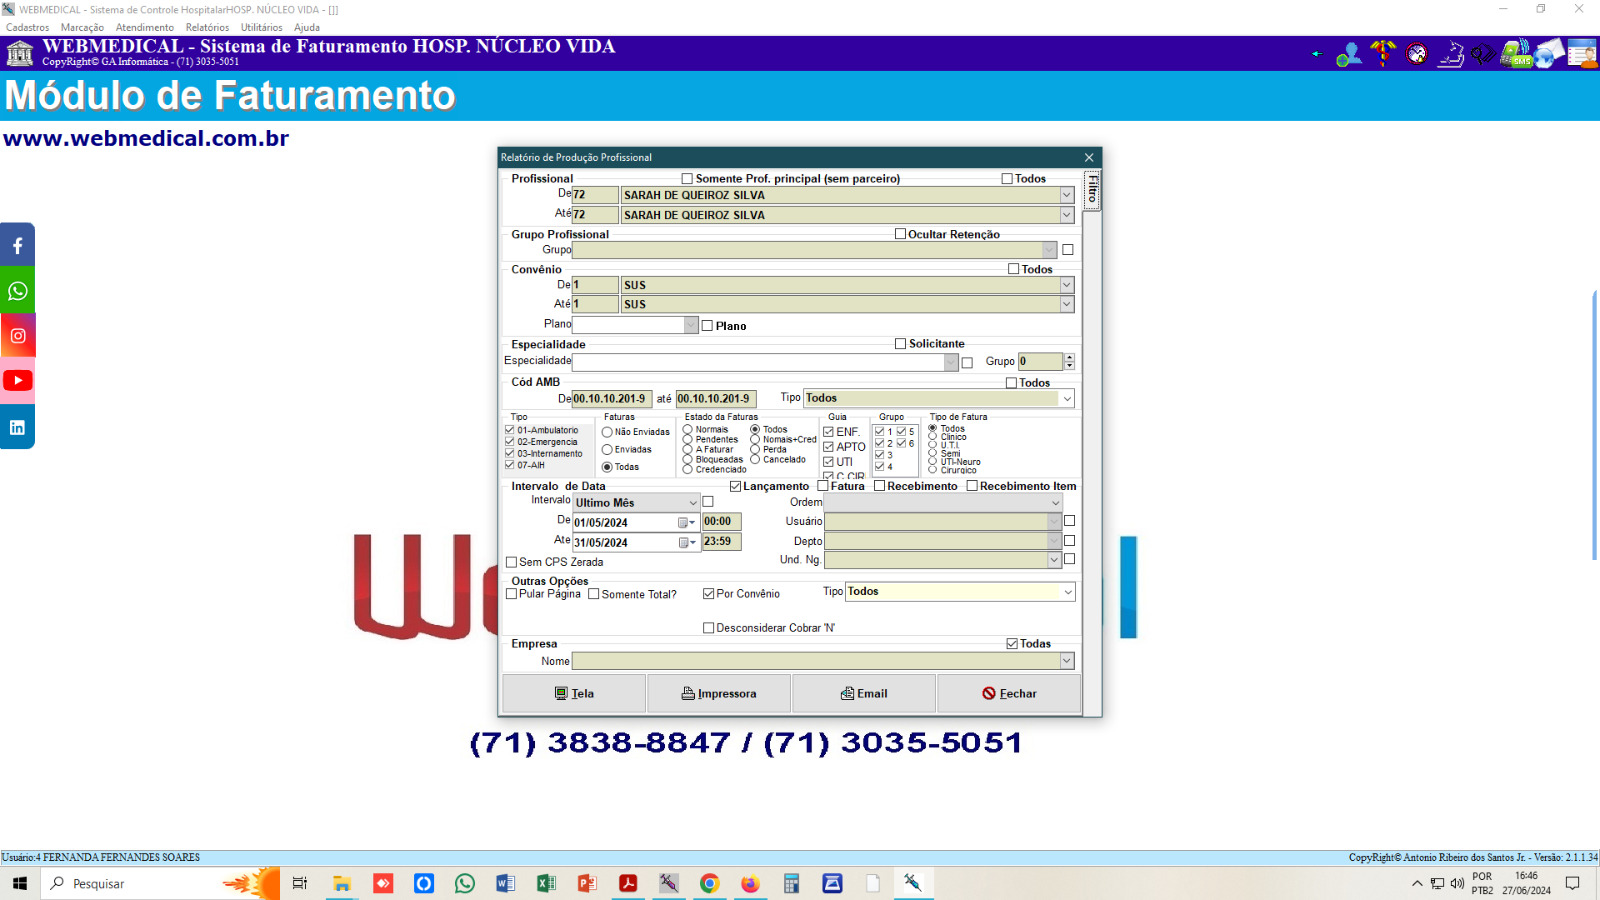 WEBMEDICAL - Sistema de Controle HospitalarHOSP. NÚCLEO VIDA - []]
Cadastros Marcação Atendimento Relatórios Utilitários Ajuda
WEBMEDICAL - Sistema de Faturamento HOSP. NÚCLEO VIDA
CopyRight© GA Informática - (71) 3035-5051
Módulo de Faturamento
www.webmedical.com.br
Relatório de Produção Profissional
Filtro
Profissional Somente Prof. principal (sem parceiro) Todos
De 72 SARAH DE QUEIROZ SILVA
Até 72 SARAH DE QUEIROZ SILVA
Grupo Profissional Ocultar Retenção
Grupo
Convênio Todos
De 1 SUS
Até 1 SUS
Plano Plano
Especialidade Solicitante
Especialidade Grupo 0
Cód AMB Todos
De 00.10.10.201-9 até 00.10.10.201-9 Tipo Todos
Tipo
01-Ambulatorio
02-Emergencia
03-Internamento
07-AIH
Faturas
Não Enviadas
Enviadas
Todas
Estado da Faturas
Normais Todos
Pendentes Nomais+Cred
A Faturar Perda
Bloqueadas Cancelado
Credenciado
Guia
ENF.
APTO
UTI
C.CIR
Grupo
1 5
2 6
3
4
Tipo de Fatura
Todos
Clinico
U.T.I.
Semi
UTI-Neuro
Cirurgico
Intervalo de Data Lançamento Fatura Recebimento Recebimento Item
Intervalo Ultimo Mês Ordem
De 01/05/2024 00:00 Usuário
Ate 31/05/2024 23:59 Depto
Und. Ng.
Sem CPS Zerada
Outras Opções
Pular Página Somente Total? Por Convênio Tipo Todos
Desconsiderar Cobrar 'N'
Empresa Todas
Nome
Tela Impressora Email Fechar
(71) 3838-8847 / (71) 3035-5051
Usuário:4 FERNANDA FERNANDES SOARES CopyRight© Antonio Ribeiro dos Santos Jr. - Versão: 2.1.1.34
Pesquisar
POR
PTB2
16:46
27/06/2024